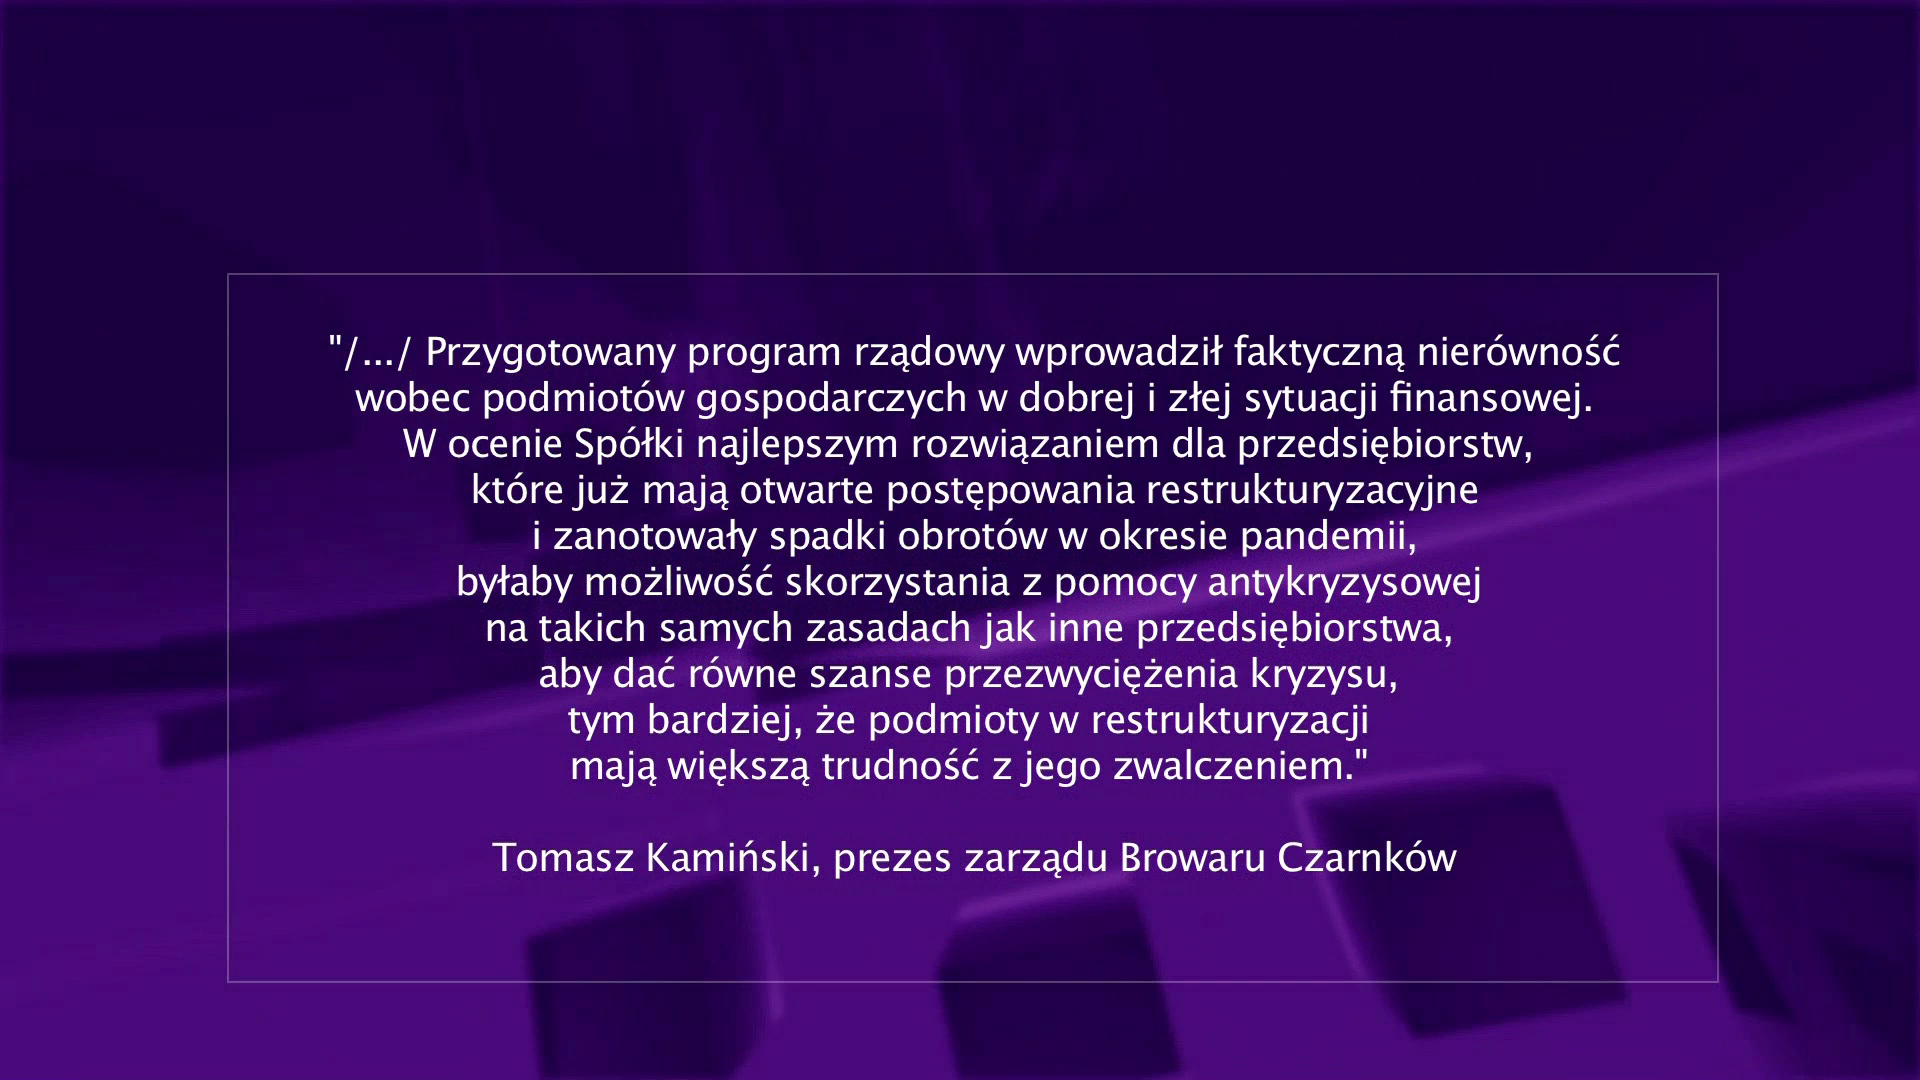 "/.../ Przygotowany program rządowy wprowadził faktyczną nierówność
wobec podmiotów gospodarczych w dobrej i złej sytuacji finansowej.
W ocenie Spółki najlepszym rozwiązaniem dla przedsiębiorstw,
które już mają otwarte postępowania restrukturyzacyjne
i zanotowały spadki obrotów w okresie pandemii,
byłaby możliwość skorzystania z pomocy antykryzysowej
na takich samych zasadach jak inne przedsiębiorstwa,
aby dać równe szanse przezwyciężenia kryzysu,
tym bardziej, że podmioty w restrukturyzacji
mają większą trudność z jego zwalczeniem."
Tomasz Kamiński, prezes zarządu Browaru Czarnków